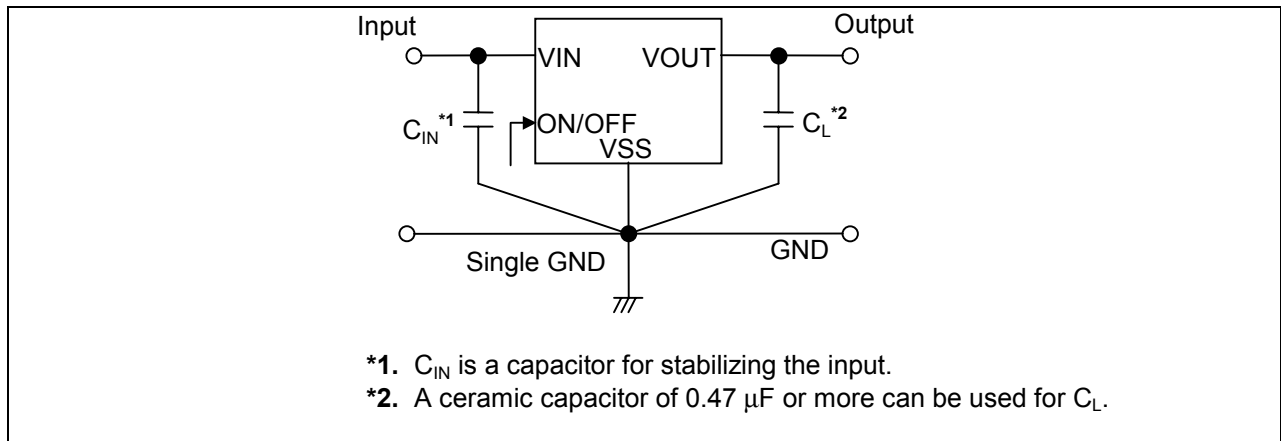 Input
Output
VIN
VOUT
C_IN*1
ON/OFF
C_L*2
VSS
Single GND
GND
*1. C_IN is a capacitor for stabilizing the input.
*2. A ceramic capacitor of 0.47 μF or more can be used for C_L.